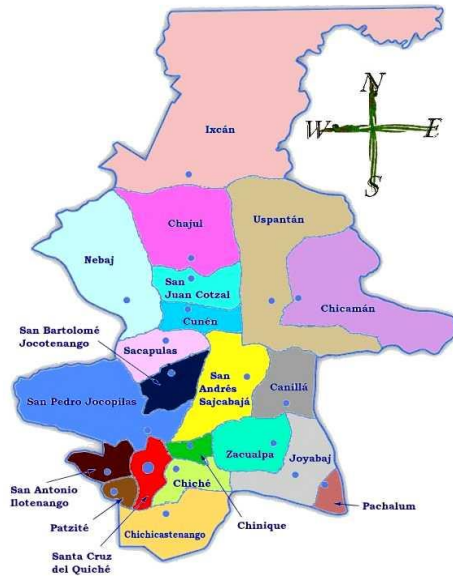 N
W E
S
Ixcán
Chajul
Uspantán
Nebaj
San
Juan Cotzal
Chicamán
Cunén
San Bartolomé
Jocotenango
Sacapulas
San
Andrés
Sajcabajá
Canillá
San Pedro Jocopilas
Zacualpa
Joyabaj
San Antonio
Ilotenango
Chiché
Pachalum
Patzité
Chinique
Chichicastenango
Santa Cruz
del Quiché